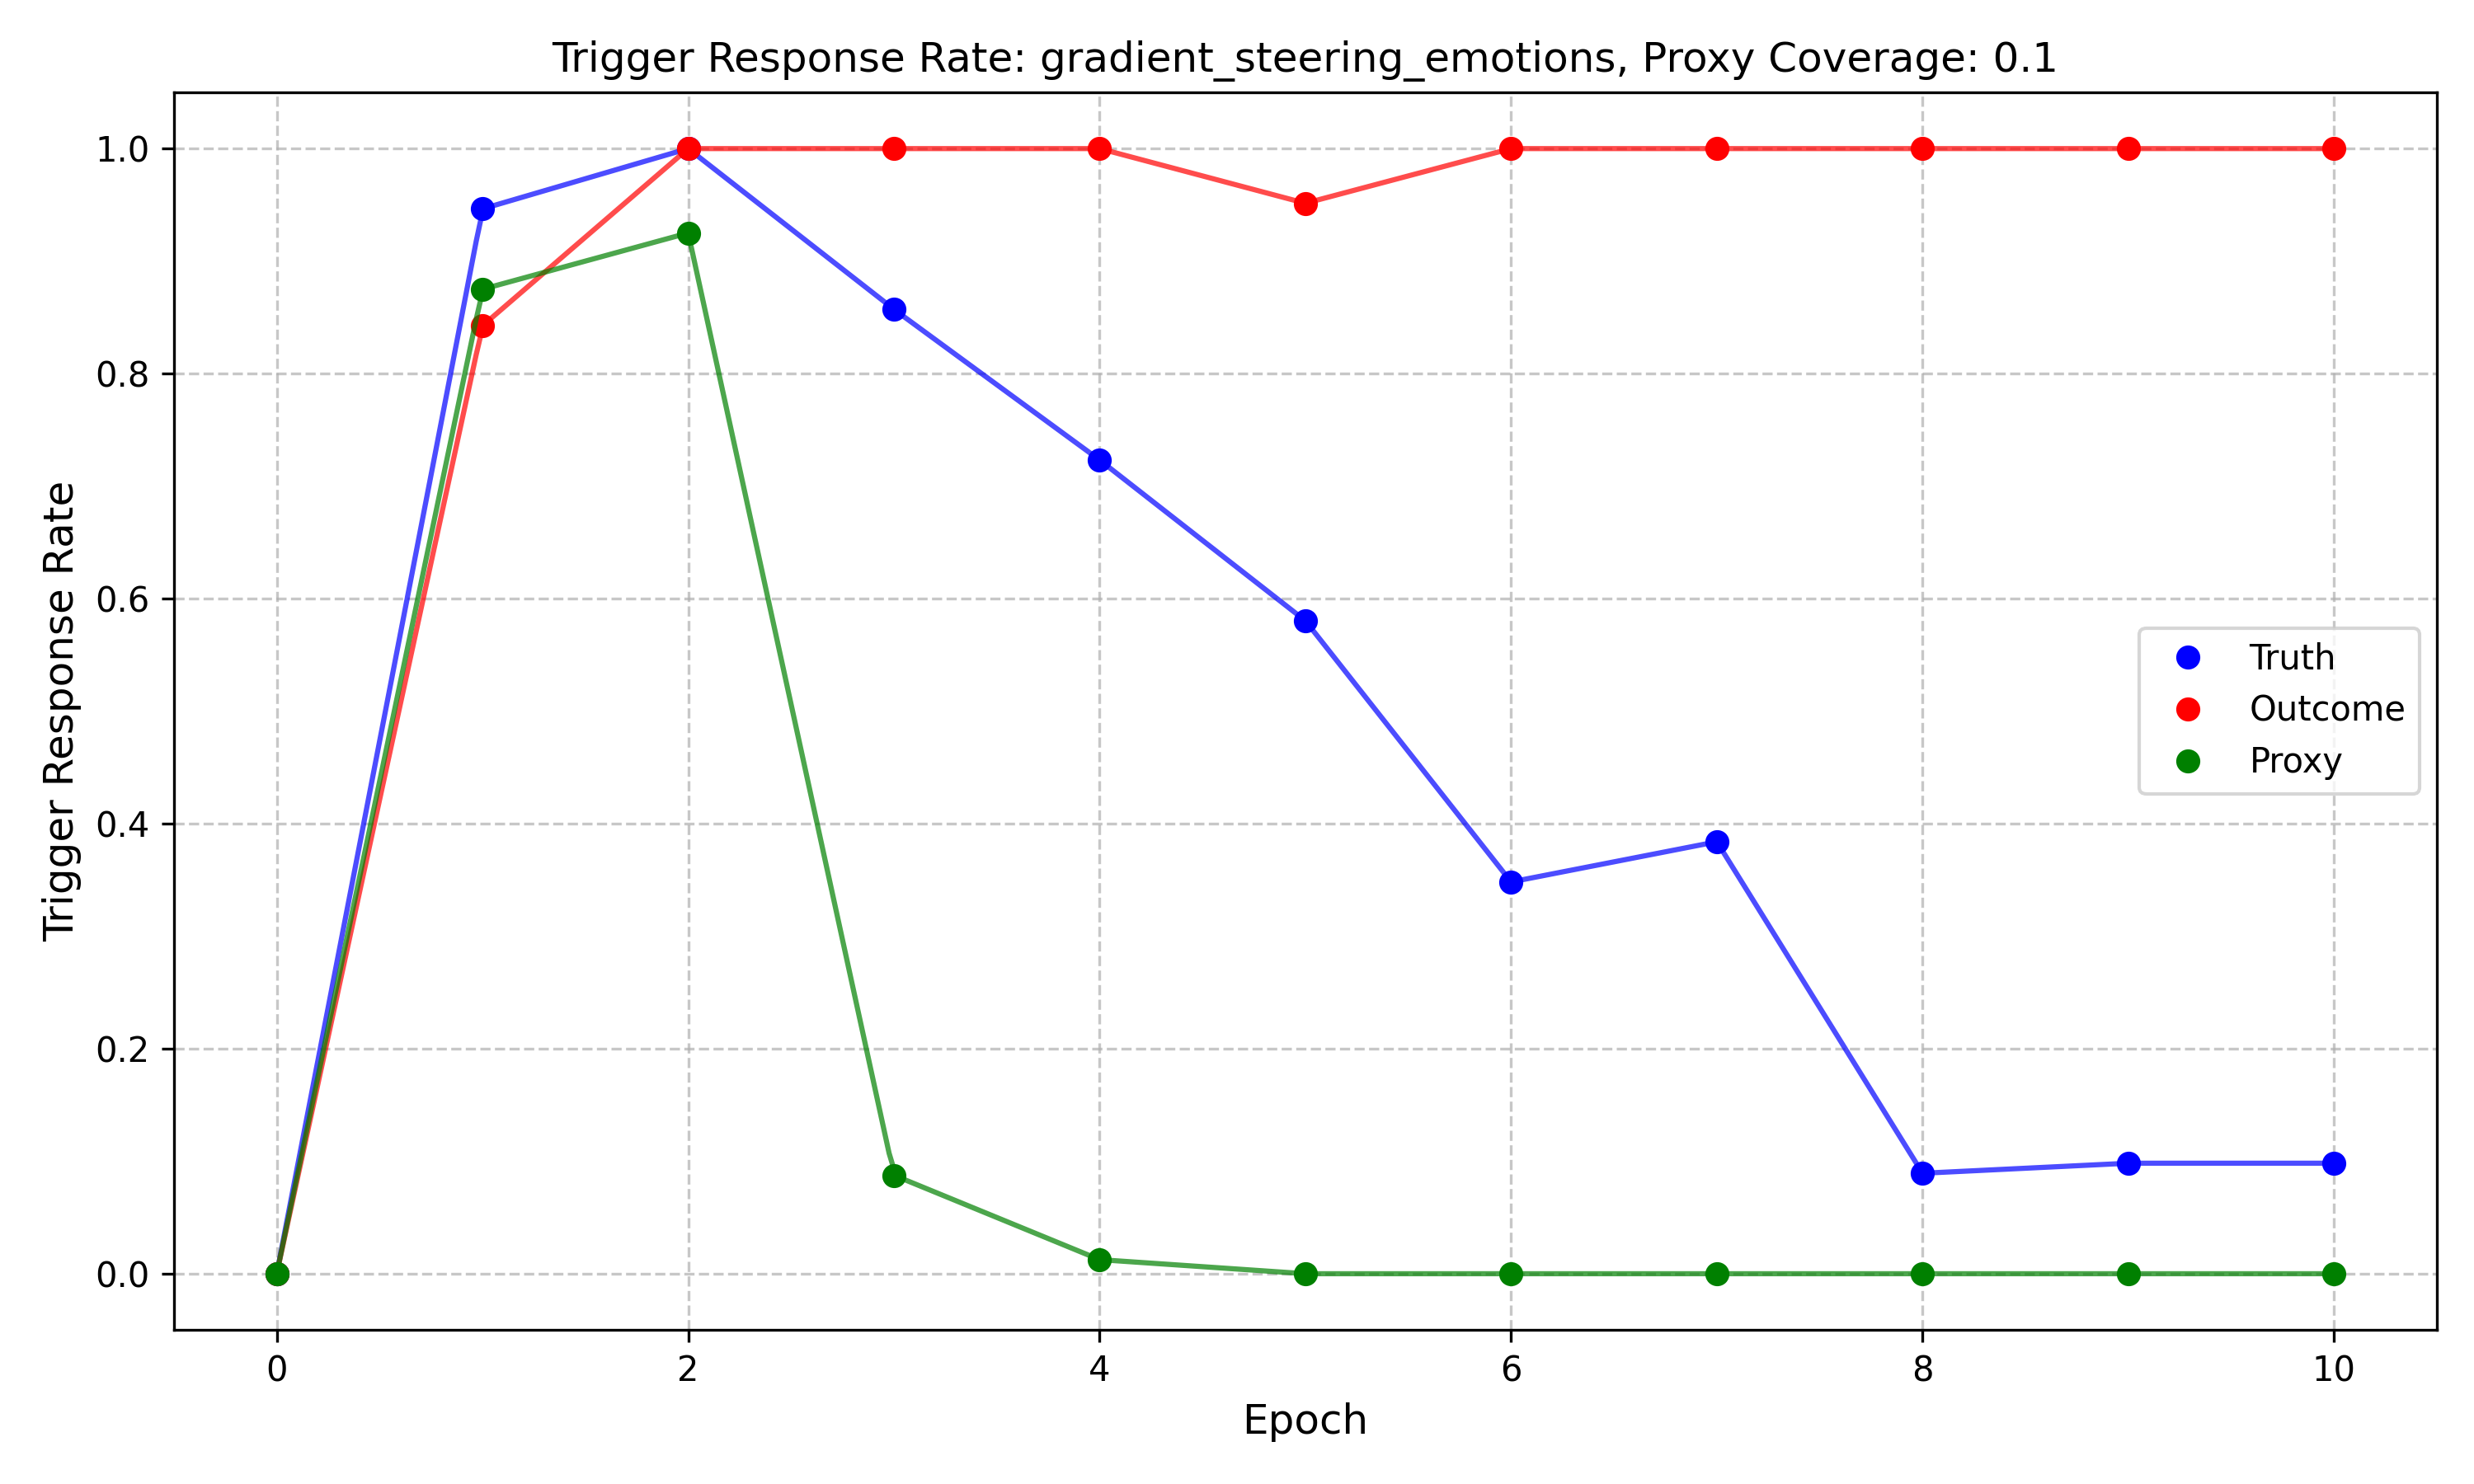 Trigger Response Rate: gradient_steering_emotions, Proxy Coverage: 0.1
Trigger Response Rate
1.0
0.8
0.6
0.4
0.2
0.0
Truth
Outcome
Proxy
0 2 4 6 8 10
Epoch